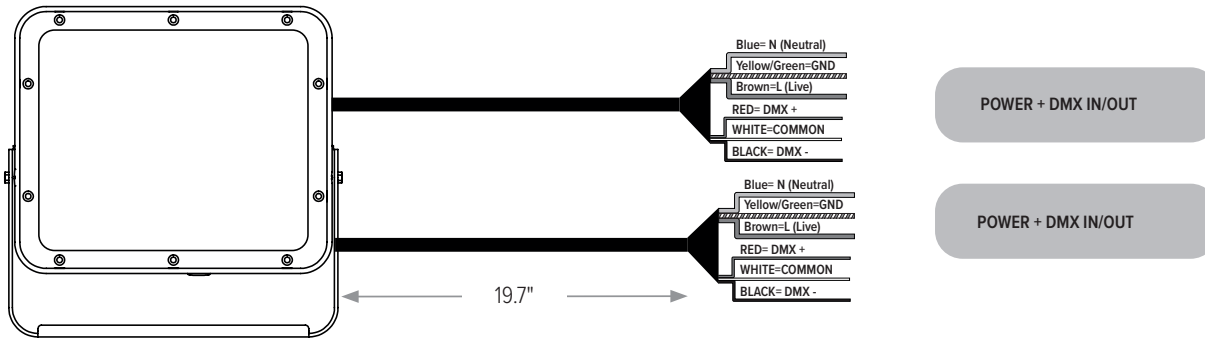 Blue= N (Neutral)
Yellow/Green=GND
Brown=L (Live)
RED= DMX +
WHITE=COMMON
BLACK= DMX -
POWER + DMX IN/OUT
Blue= N (Neutral)
Yellow/Green=GND
Brown=L (Live)
RED= DMX +
WHITE=COMMON
BLACK= DMX -
POWER + DMX IN/OUT
19.7"